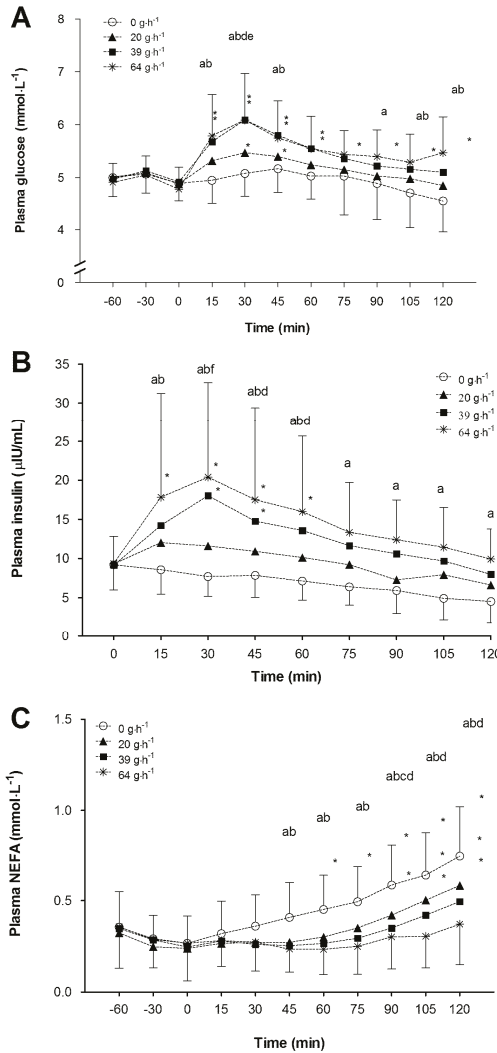 A
0 g·h-1
20 g·h-1
39 g·h-1
64 g·h-1
Plasma glucose (mmol·L-1)
8
7
6
5
4
0
ab
abde
ab
a
ab
ab
* * * * * * * * * * * * * *
-60 -30 0 15 30 45 60 75 90 105 120
Time (min)
B
0 g·h-1
20 g·h-1
39 g·h-1
64 g·h-1
Plasma insulin (µIU/mL)
35
30
25
20
15
10
5
0
ab
abf
abd
abd
a
a
a
a
* * * * * *
0 15 30 45 60 75 90 105 120
Time (min)
C
0 g·h-1
20 g·h-1
39 g·h-1
64 g·h-1
Plasma NEFA (mmol·L-1)
1.5
1.0
0.5
0.0
ab
ab
ab
abcd
abd
abd
* * * * * * * * * *
-60 -30 0 15 30 45 60 75 90 105 120
Time (min)